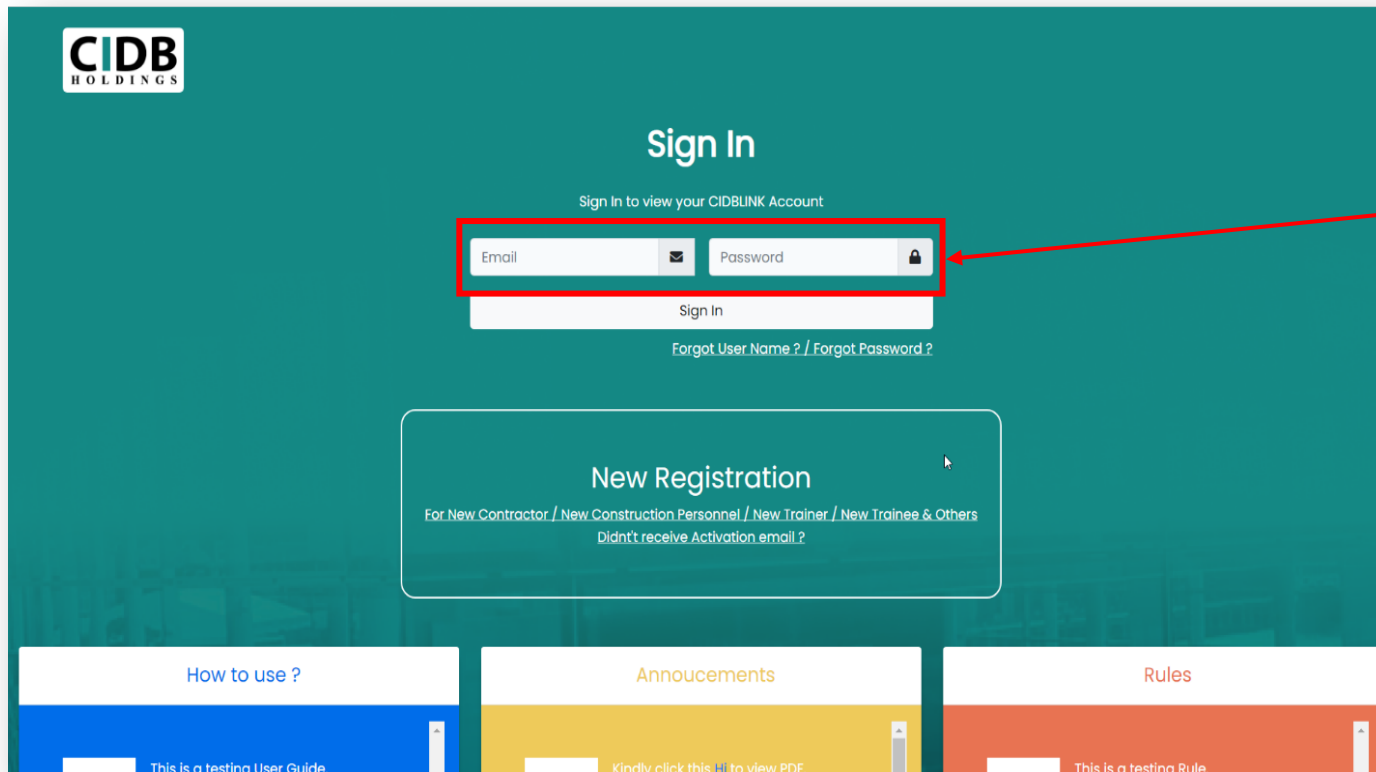 CIDB
HOLDINGS
Sign In
Sign In to view your CIDBLINK Account
Email
Password
Sign In
Forgot User Name ? / Forgot Password ?
New Registration
For New Contractor / New Construction Personnel / New Trainer / New Trainee & Others
Didnt't receive Activation email ?
How to use ?
Annoucements
Rules
This is a testing User Guide
Kindly click this Hi to view PDF
This is a testing Rule